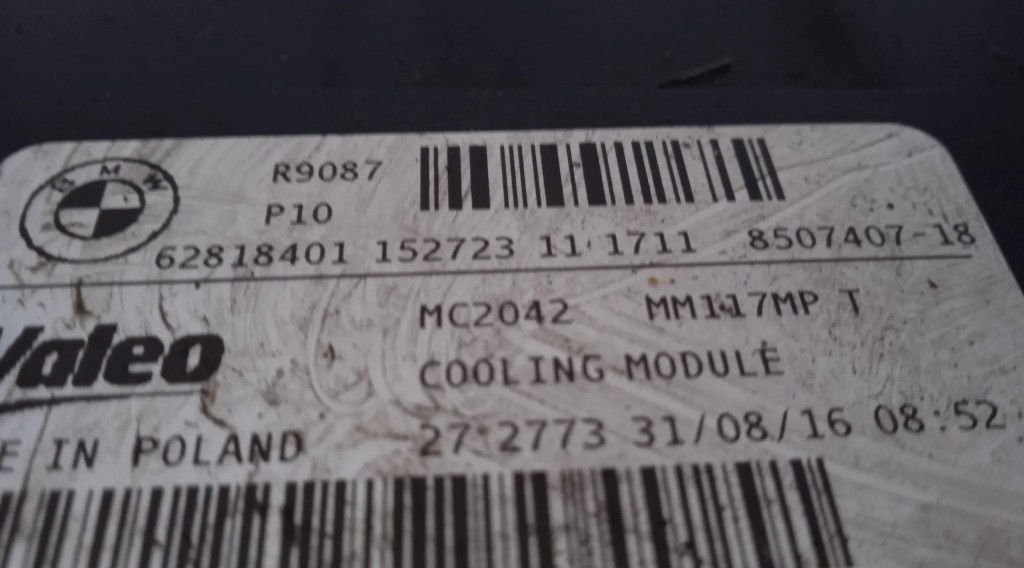 BMW
R9087
P10
62818401 152723 11 1711 8507407-18
Valeo
MC2042 MM117MP T
COOLING MODULE
E IN POLAND
27 2773 31/08/16 08:52